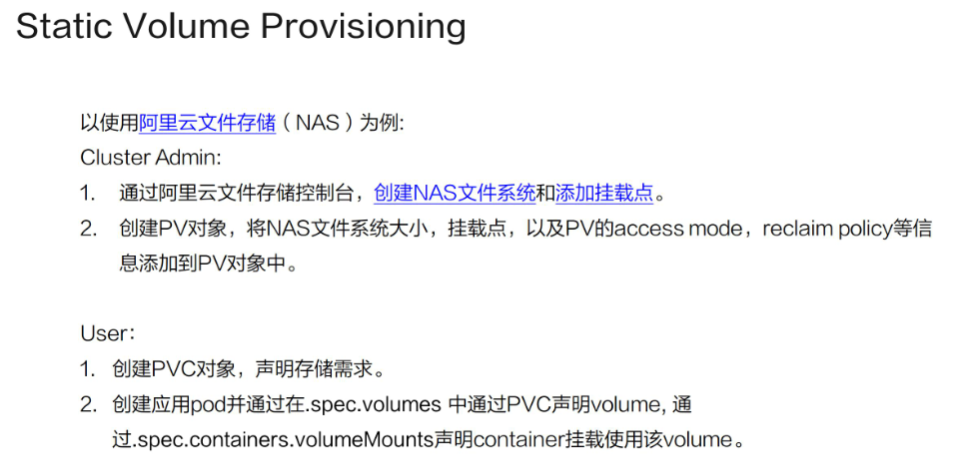 Static Volume Provisioning
以使用阿里云文件存储（NAS）为例:
Cluster Admin:
1. 通过阿里云文件存储控制台，创建NAS文件系统和添加挂载点。
2. 创建PV对象，将NAS文件系统大小，挂载点，以及PV的access mode，reclaim policy等信
息添加到PV对象中。
User：
1. 创建PVC对象，声明存储需求。
2. 创建应用pod并通过在.spec.volumes 中通过PVC声明volume, 通
过.spec.containers.volumeMounts声明container挂载使用该volume。